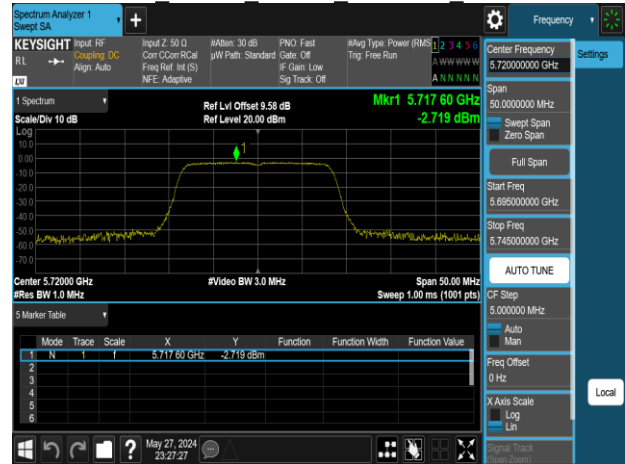 Spectrum Analyzer 1
Swept SA
Frequency
KEYSIGHT
RL
LXI
Input: RF
Coupling: DC
Align: Auto
Input Z: 50 Ω
Corr CCorr RCal
Freq Ref: Int (S)
NFE: Adaptive
#Atten: 30 dB
µW Path: Standard
PNO: Fast
Gate: Off
IF Gain: Low
Sig Track: Off
#Avg Type: Power (RMS
Trig: Free Run
1 2 3 4 5 6
A W W W W W
A N N N N N
1 Spectrum
Scale/Div 10 dB
Ref Lvl Offset 9.58 dB
Ref Level 20.00 dBm
Mkr1 5.717 60 GHz
-2.719 dBm
Log
10.0
0.00
-10.0
-20.0
-30.0
-40.0
-50.0
-60.0
-70.0
1
Center 5.72000 GHz
#Res BW 1.0 MHz
#Video BW 3.0 MHz
Span 50.00 MHz
Sweep 1.00 ms (1001 pts)
5 Marker Table
Mode Trace Scale X Y Function Function Width Function Value
1 N 1 f 5.717 60 GHz -2.719 dBm
2
3
4
5
6
May 27, 2024
23:27:27
Center Frequency
5.720000000 GHz
Span
50.0000000 MHz
Swept Span
Zero Span
Full Span
Start Freq
5.695000000 GHz
Stop Freq
5.745000000 GHz
AUTO TUNE
CF Step
5.000000 MHz
Auto
Man
Freq Offset
0 Hz
X Axis Scale
Log
Lin
Signal Track
(Span Zoom)
Settings
Local